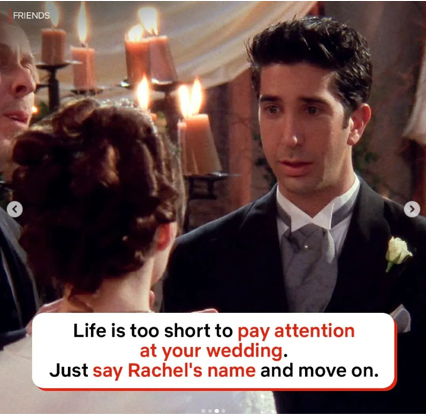 FRIENDS
Life is too short to pay attention
at your wedding.
Just say Rachel's name and move on.